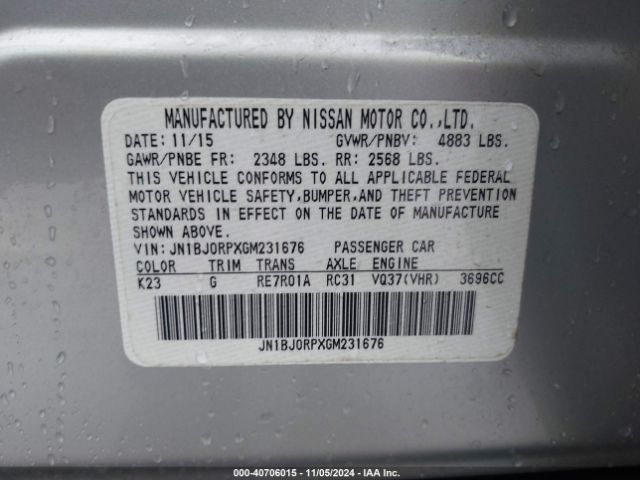 MANUFACTURED BY NISSAN MOTOR CO.,LTD.
DATE: 11/15 GVWR/PNBV: 4883 LBS.
GAWR/PNBE FR: 2348 LBS. RR: 2568 LBS.
THIS VEHICLE CONFORMS TO ALL APPLICABLE FEDERAL
MOTOR VEHICLE SAFETY,BUMPER,AND THEFT PREVENTION
STANDARDS IN EFFECT ON THE DATE OF MANUFACTURE
SHOWN ABOVE.
VIN: JN1BJ0RPXGM231676 PASSENGER CAR
COLOR TRIM TRANS AXLE ENGINE
K23 G RE7R01A RC31 VQ37(VHR) 3696CC
JN1BJ0RPXGM231676
000-40706015 - 11/05/2024 - IAA Inc.